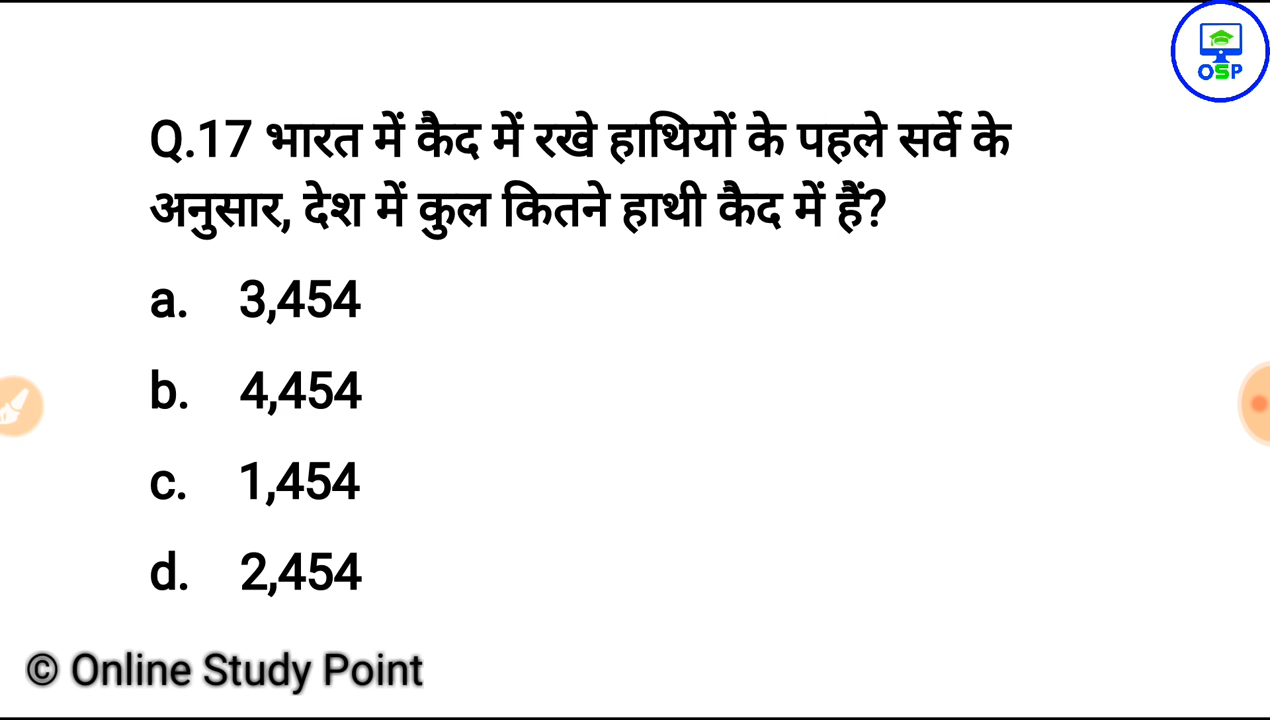 OSP
Q.17 भारत में कैद में रखे हाथियों के पहले सर्वे के
अनुसार, देश में कुल कितने हाथी कैद में हैं?
a. 3,454
b. 4,454
c. 1,454
d. 2,454
© Online Study Point